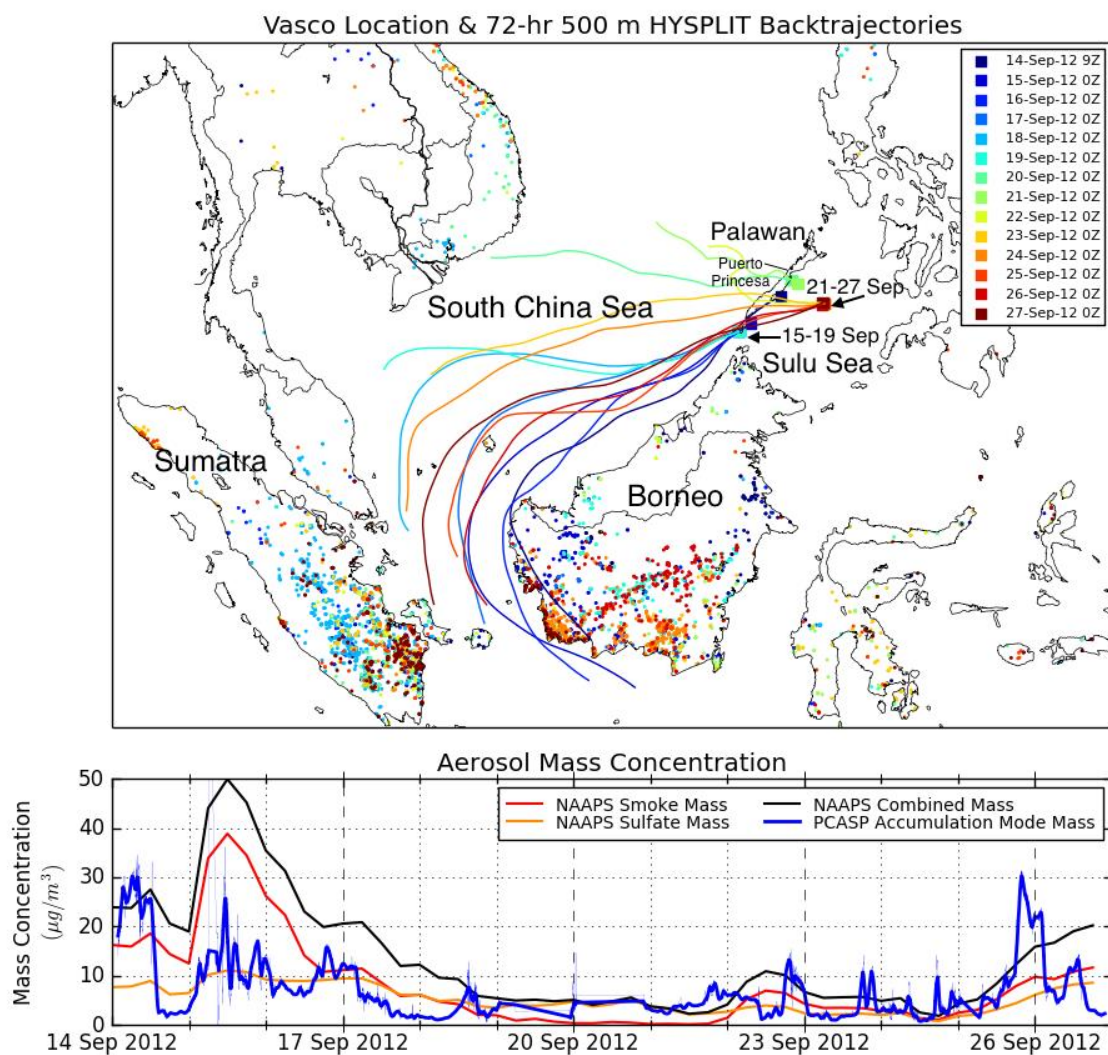 Vasco Location & 72-hr 500 m HYSPLIT Backtrajectories
14-Sep-12 9Z
15-Sep-12 0Z
16-Sep-12 0Z
17-Sep-12 0Z
18-Sep-12 0Z
19-Sep-12 0Z
20-Sep-12 0Z
21-Sep-12 0Z
22-Sep-12 0Z
23-Sep-12 0Z
24-Sep-12 0Z
25-Sep-12 0Z
26-Sep-12 0Z
27-Sep-12 0Z
Palawan
Puerto
Princesa
21-27 Sep
South China Sea
15-19 Sep
Sulu Sea
Sumatra
Borneo
Aerosol Mass Concentration
NAAPS Smoke Mass
NAAPS Sulfate Mass
NAAPS Combined Mass
PCASP Accumulation Mode Mass
Mass Concentration
(μg/m³)
50
40
30
20
10
0
14 Sep 2012
17 Sep 2012
20 Sep 2012
23 Sep 2012
26 Sep 2012